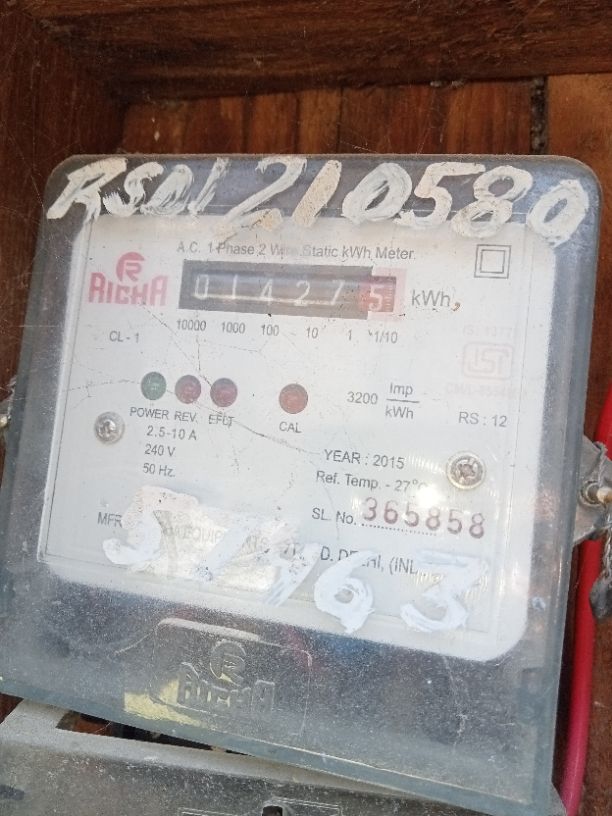 RSD1210580
A.C. 1 Phase 2 Wire Static kWh Meter.
RICHA
01427 5 kWh,
10000 1000 100 10 1 1/10
CL - 1
3200 Imp/kWh
POWER REV. EFLT CAL
RS : 12
2.5-10 A
240 V
50 Hz.
YEAR : 2015
Ref. Temp. - 27°C
SL. No. 365858
MFR
DELHI, (IND
63
RICHA